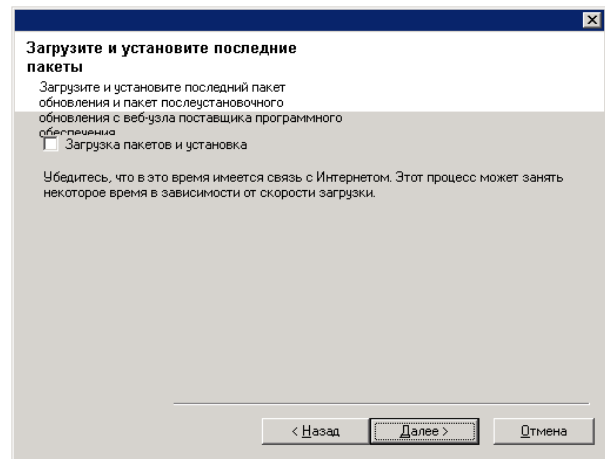 Загрузите и установите последние
пакеты
Загрузите и установите последний пакет
обновления и пакет послеустановочного
обновления с веб-узла поставщика программного
обеспечения
Загрузка пакетов и установка
Убедитесь, что в это время имеется связь с Интернетом. Этот процесс может занять
некоторое время в зависимости от скорости загрузки.
< Назад
Далее >
Отмена